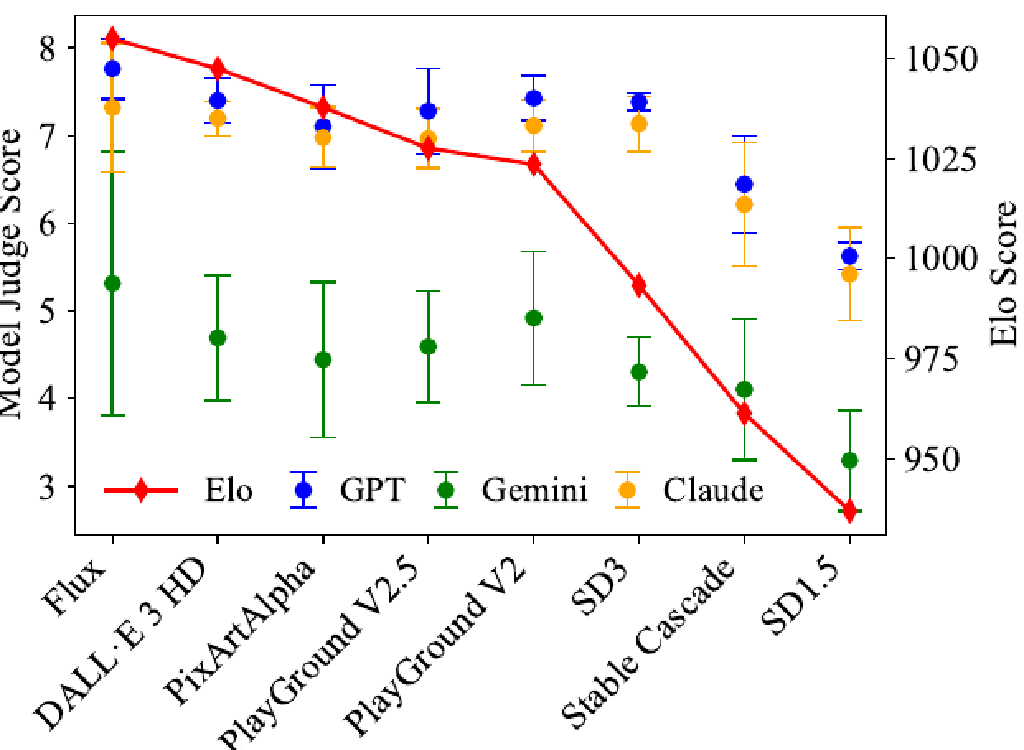 8
7
6
5
4
3
Model Judge Score
1050
1025
1000
975
950
Elo Score
Elo GPT Gemini Claude
Flux
DALL·E 3 HD
PixArtAlpha
PlayGround V2.5
PlayGround V2
SD3
Stable Cascade
SD1.5